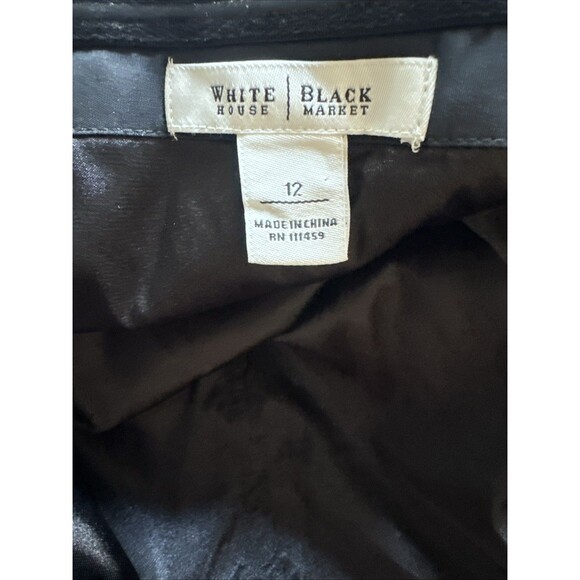 WHITE | BLACK
HOUSE | MARKET
12
MADE IN CHINA
RN 111459